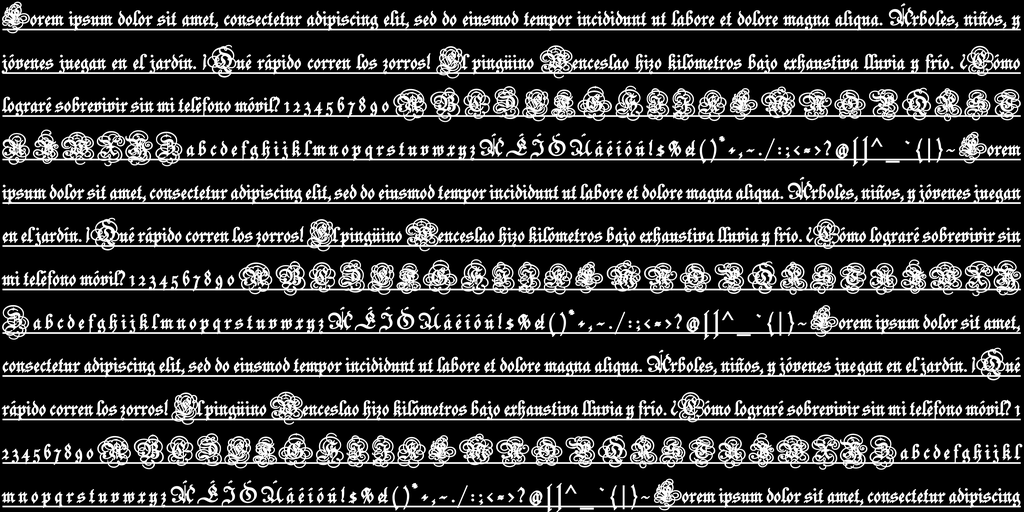 Lorem ipsum dolor sit amet, consectetur adipiscing elit, sed do eiusmod tempor incididunt ut labore et dolore magna aliqua. Árboles, niños, y
jóvenes juegan en el jardín. ¡Qué rápido corren los zorros! El pingüino Wenceslao hizo kilómetros bajo exhaustiva lluvia y frío. ¿Cómo
lograré sobrevivir sin mi teléfono móvil? 1 2 3 4 5 6 7 8 9 0 A B C D E F G H I J K L M N O P Q R S T
U V W X Y Z a b c d e f g h i j k l m n o p q r s t u v w x y z Á É Í Ó Ú á é í ó ú ! $ % & ( ) * + , - . / : ; < = > ? @ [ ] ^ _ ` { | } ~ Lorem
ipsum dolor sit amet, consectetur adipiscing elit, sed do eiusmod tempor incididunt ut labore et dolore magna aliqua. Árboles, niños, y jóvenes juegan
en el jardín. ¡Qué rápido corren los zorros! El pingüino Wenceslao hizo kilómetros bajo exhaustiva lluvia y frío. ¿Cómo lograré sobrevivir sin
mi teléfono móvil? 1 2 3 4 5 6 7 8 9 0 A B C D E F G H I J K L M N O P Q R S T U V W X Y
Z a b c d e f g h i j k l m n o p q r s t u v w x y z Á É Í Ó Ú á é í ó ú ! $ % & ( ) * + , - . / : ; < = > ? @ [ ] ^ _ ` { | } ~ Lorem ipsum dolor sit amet,
consectetur adipiscing elit, sed do eiusmod tempor incididunt ut labore et dolore magna aliqua. Árboles, niños, y jóvenes juegan en el jardín. ¡Qué
rápido corren los zorros! El pingüino Wenceslao hizo kilómetros bajo exhaustiva lluvia y frío. ¿Cómo lograré sobrevivir sin mi teléfono móvil? 1
2 3 4 5 6 7 8 9 0 A B C D E F G H I J K L M N O P Q R S T U V W X Y Z a b c d e f g h i j k l
m n o p q r s t u v w x y z Á É Í Ó Ú á é í ó ú ! $ % & ( ) * + , - . / : ; < = > ? @ [ ] ^ _ ` { | } ~ Lorem ipsum dolor sit amet, consectetur adipiscing